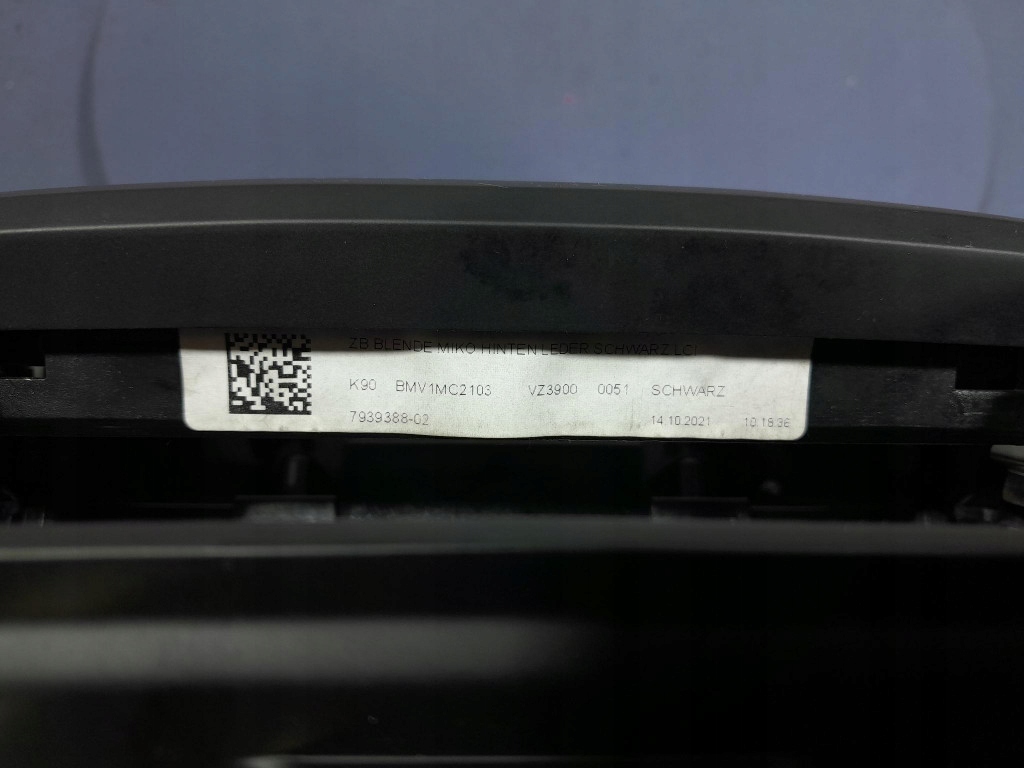 ZB BLENDE MIKO HINTEN LEDER SCHWARZ LCI
K90 BMV1MC2103 VZ3900 0051 SCHWARZ
7939388-02 14.10.2021 10:18:36